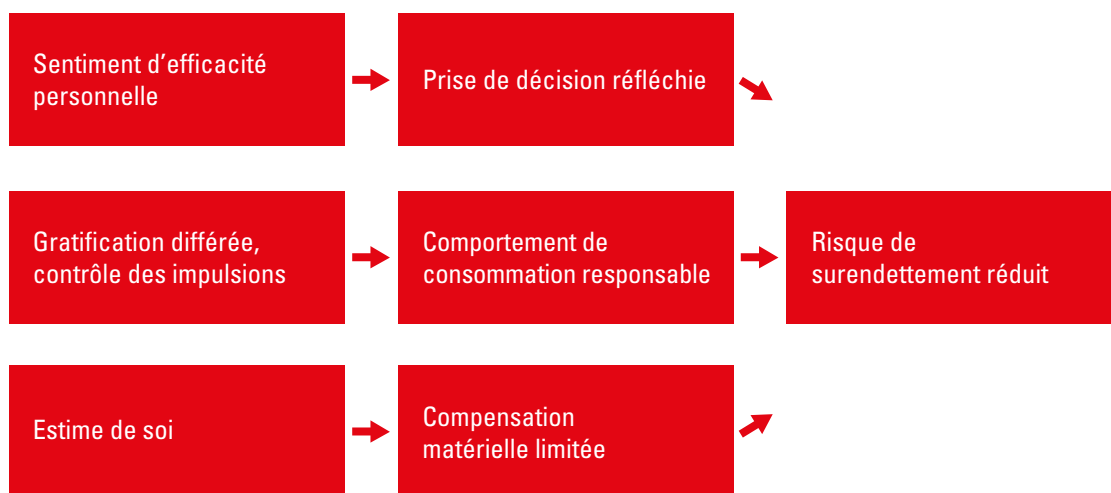 Sentiment d’efficacité
personnelle
Prise de décision réfléchie
Gratification différée,
contrôle des impulsions
Comportement de
consommation responsable
Risque de
surendettement réduit
Estime de soi
Compensation
matérielle limitée